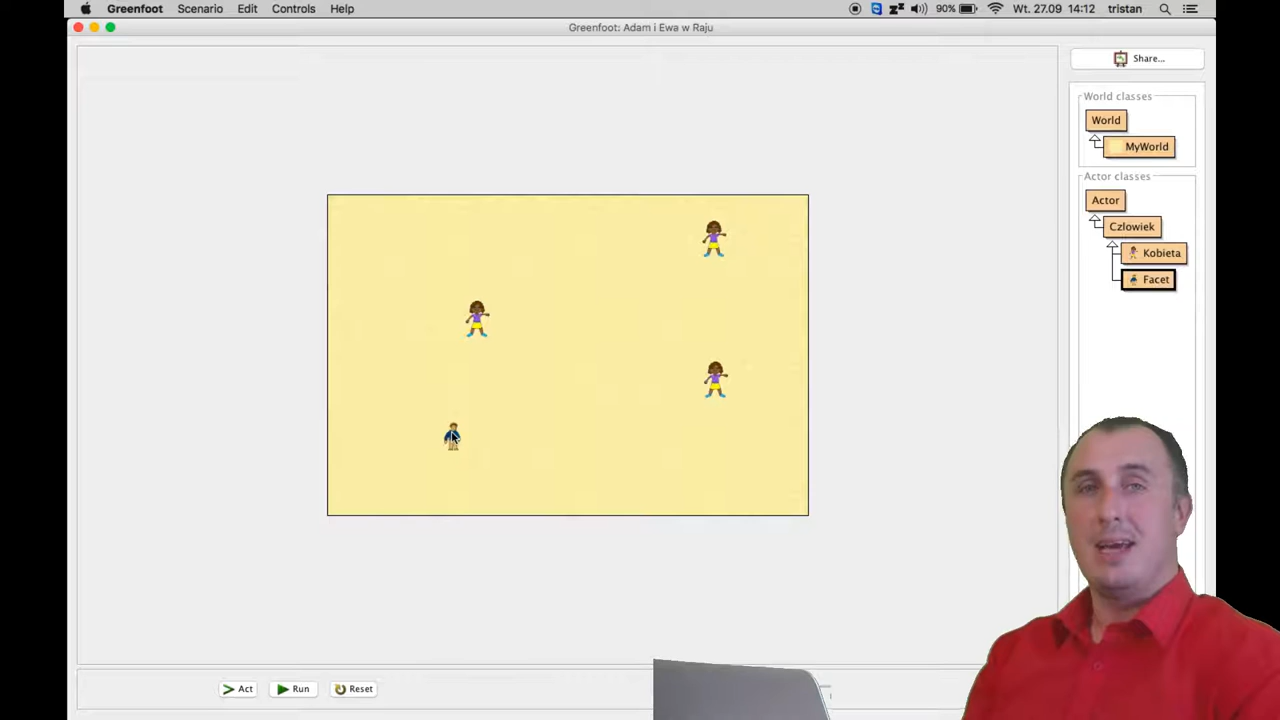 Greenfoot Scenario Edit Controls Help 90% Wt. 27.09 14:12 tristan
Greenfoot: Adam i Ewa w Raju
Share...
World classes
World
MyWorld
Actor classes
Actor
Człowiek
Kobieta
Facet
Act Run Reset